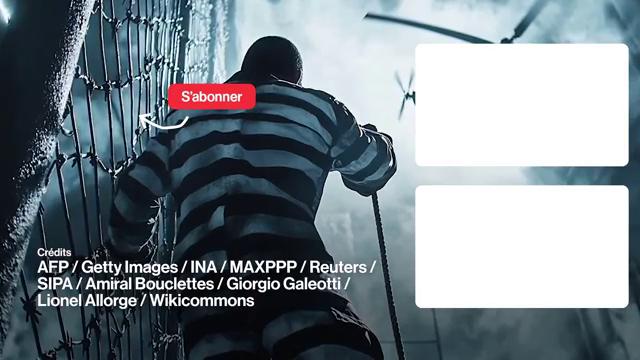 S'abonner
Crédits
AFP / Getty Images / INA / MAXPPP / Reuters /
SIPA / Amiral Bouclettes / Giorgio Galeotti /
Lionel Allorge / Wikicommons